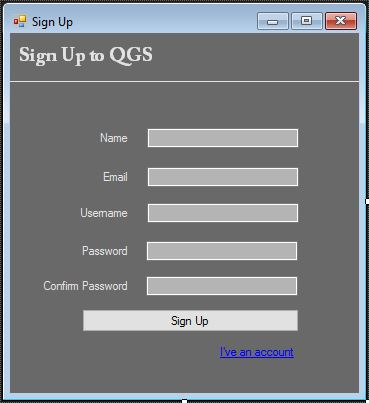 Sign Up
Sign Up to QGS
Name
Email
Username
Password
Confirm Password
Sign Up
I've an account